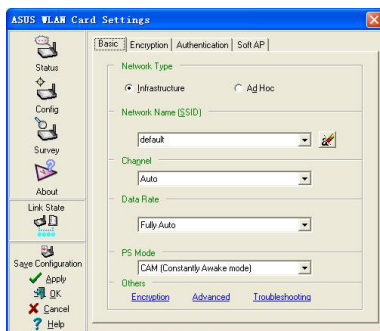 ASUS WLAN Card Settings
Status
Config
Survey
About
Link State
Save Configuration
Apply
OK
Cancel
Help
Basic
Encryption
Authentication
Soft AP
Network Type
Infrastructure
Ad Hoc
Network Name (SSID)
default
Channel
Auto
Data Rate
Fully Auto
PS Mode
CAM (Constantly Awake mode)
Others
Encryption Advanced Troubleshooting